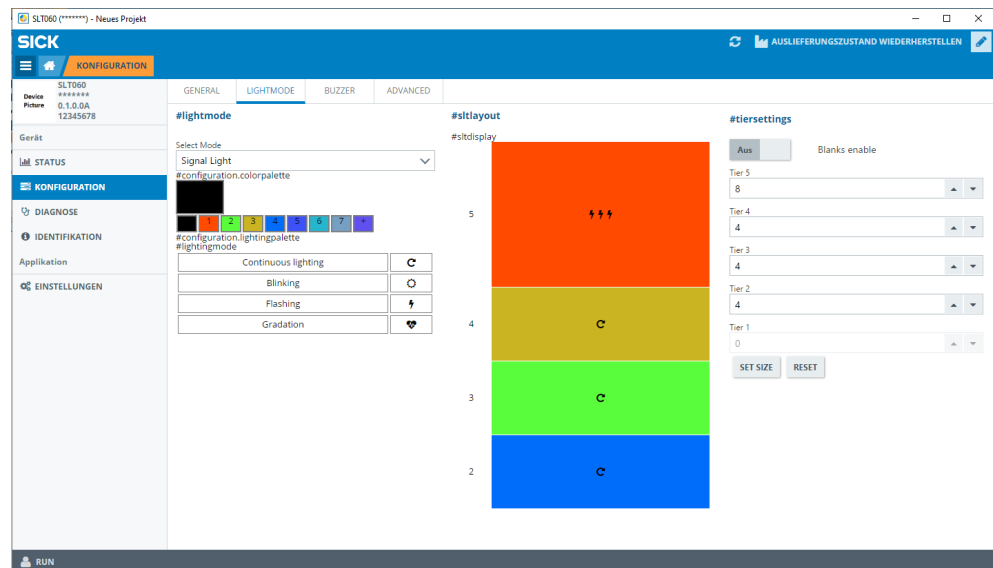 SLT060 (*******) - Neues Projekt
SICK
AUSLIEFERUNGSZUSTAND WIEDERHERSTELLEN
KONFIGURATION
Device Picture
SLT060
*******
0.1.0.0A
12345678
Gerät
STATUS
KONFIGURATION
DIAGNOSE
IDENTIFIKATION
Applikation
EINSTELLUNGEN
GENERAL LIGHTMODE BUZZER ADVANCED
#lightmode
Select Mode
Signal Light
#configuration.colorpalette
1 2 3 4 5 6 7 +
#configuration.lightingpalette
#lightingmode
Continuous lighting
Blinking
Flashing
Gradation
#sltlayout
#sltdisplay
5
4
3
2
#tiersettings
Aus Blanks enable
Tier 5
8
Tier 4
4
Tier 3
4
Tier 2
4
Tier 1
0
SET SIZE RESET
RUN